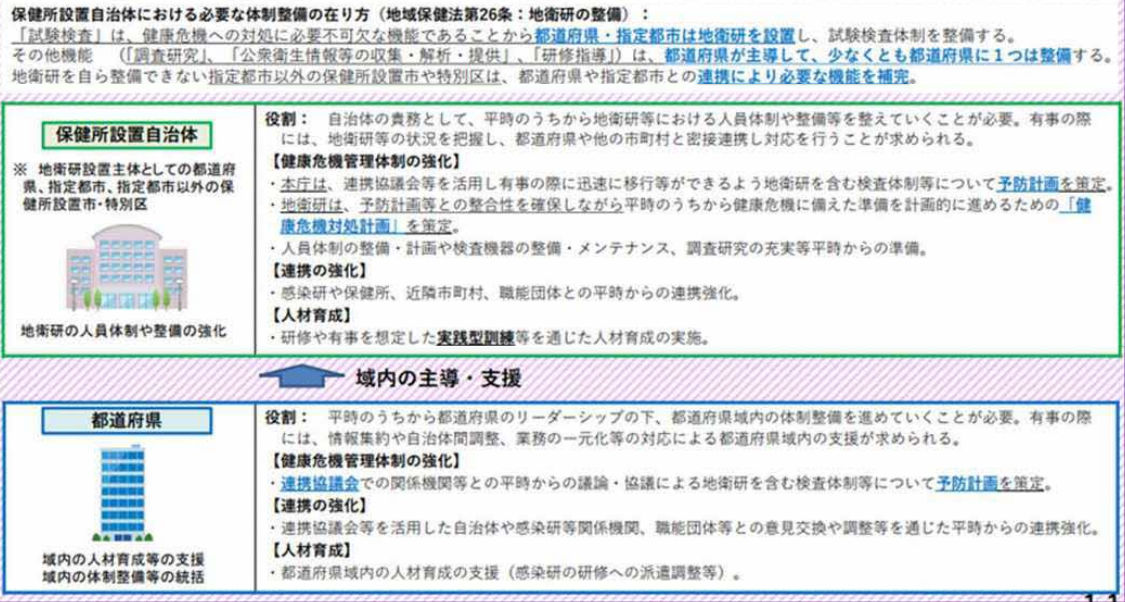 保健所設置自治体における必要な体制整備の在り方（地域保健法第26条：地衛研の整備）：
「試験検査」は、健康危機への対処に必要不可欠な機能であることから都道府県・指定都市は地衛研を設置し、試験検査体制を整備する。
その他機能　（「調査研究」、「公衆衛生情報等の収集・解析・提供」、「研修指導」）は、都道府県が主導して、少なくとも都道府県に１つは整備する。
地衛研を自ら整備できない指定都市以外の保健所設置市や特別区は、都道府県や指定都市との連携により必要な機能を補完。
保健所設置自治体
※　地衛研設置主体としての都道府
県、指定都市、指定都市以外の保
健所設置市・特別区
地衛研の人員体制や整備の強化
役割：　自治体の責務として、平時のうちから地衛研等における人員体制や整備等を整えていくことが必要。有事の際
には、地衛研等の状況を把握し、都道府県や他の市町村と密接連携し対応を行うことが求められる。
【健康危機管理体制の強化】
・本庁は、連携協議会等を活用し有事の際に迅速に移行等ができるよう地衛研を含む検査体制等について予防計画を策定。
・地衛研は、予防計画等との整合性を確保しながら平時のうちから健康危機に備えた準備を計画的に進めるための「健
康危機対処計画」を策定。
・人員体制の整備・計画や検査機器の整備・メンテナンス、調査研究の充実等平時からの準備。
【連携の強化】
・感染研や保健所、近隣市町村、職能団体との平時からの連携強化。
【人材育成】
・研修や有事を想定した実践型訓練等を通じた人材育成の実施。
域内の主導・支援
都道府県
域内の人材育成等の支援
域内の体制整備等の統括
役割：　平時のうちから都道府県のリーダーシップの下、都道府県域内の体制整備を進めていくことが必要。有事の際
には、情報集約や自治体間調整、業務の一元化等の対応による都道府県域内の支援が求められる。
【健康危機管理体制の強化】
・連携協議会での関係機関等との平時からの議論・協議による地衛研を含む検査体制等について予防計画を策定。
【連携の強化】
・連携協議会等を活用した自治体や感染研等関係機関、職能団体等との意見交換や調整等を通じた平時からの連携強化。
【人材育成】
・都道府県域内の人材育成の支援（感染研の研修への派遣調整等）。